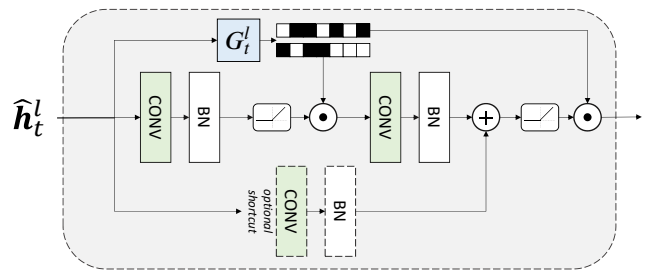 G_t^l
ĥ_t^l
CONV
BN
CONV
BN
optional
shortcut
CONV
BN